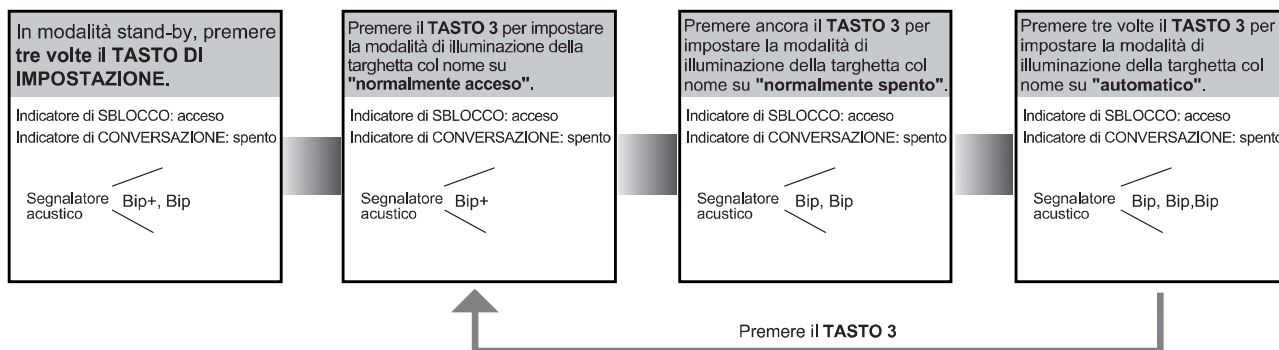 In modalità stand-by, premere
tre volte il TASTO DI
IMPOSTAZIONE.
Indicatore di SBLOCCO: acceso
Indicatore di CONVERSAZIONE: spento
Segnalatore
acustico
Bip+, Bip
Premere il TASTO 3 per impostare
la modalità di illuminazione della
targhetta col nome su
"normalmente acceso".
Indicatore di SBLOCCO: acceso
Indicatore di CONVERSAZIONE: spento
Segnalatore
acustico
Bip+
Premere ancora il TASTO 3 per
impostare la modalità di
illuminazione della targhetta col
nome su "normalmente spento".
Indicatore di SBLOCCO: acceso
Indicatore di CONVERSAZIONE: spento
Segnalatore
acustico
Bip, Bip
Premere tre volte il TASTO 3 per
impostare la modalità di
illuminazione della targhetta col
nome su "automatico".
Indicatore di SBLOCCO: acceso
Indicatore di CONVERSAZIONE: spento
Segnalatore
acustico
Bip, Bip,Bip
Premere il TASTO 3